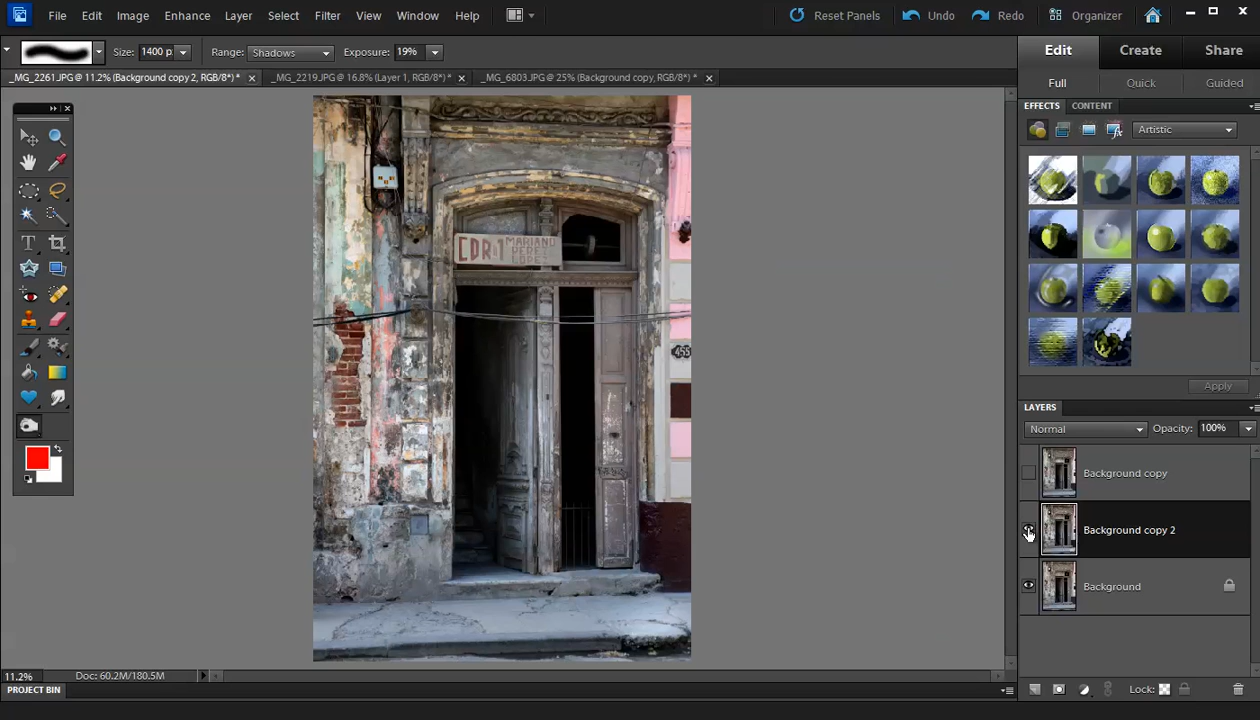 File Edit Image Enhance Layer Select Filter View Window Help Reset Panels Undo Redo Organizer
Size: 1400 p Range: Shadows Exposure: 19% Edit Create Share
_MG_2261.JPG @ 11.2% (Background copy 2, RGB/8*) * _MG_2219.JPG @ 16.8% (Layer 1, RGB/8*) * _MG_6803.JPG @ 25% (Background copy, RGB/8*) *
Full Quick Guided
EFFECTS CONTENT
Artistic
CDR 1 MARIANO
PEREZ
LOPEZ
455
Apply
LAYERS
Normal Opacity: 100%
Background copy
Background copy 2
Background
11.2% Doc: 60.2M/180.5M
PROJECT BIN Lock: